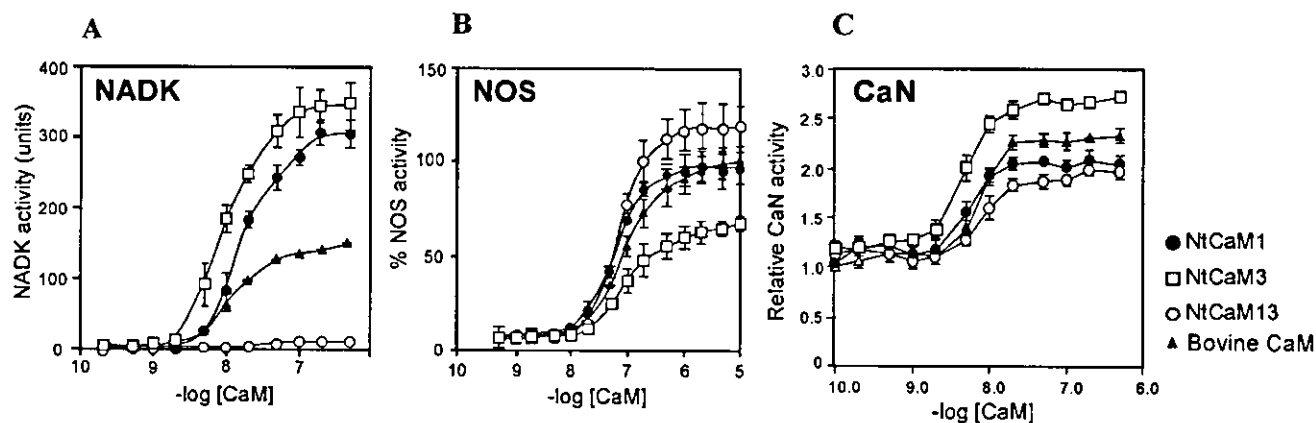 A
NADK
NADK activity (units)
400
300
200
100
0
10 9 8 7
-log [CaM]
B
NOS
% NOS activity
150
100
50
0
10 9 8 7 6 5
-log [CaM]
C
CaN
Relative CaN activity
3.0
2.5
2.0
1.5
1.0
0.5
0
10.0 9.0 8.0 7.0 6.0
-log [CaM]
NtCaM1
NtCaM3
NtCaM13
Bovine CaM